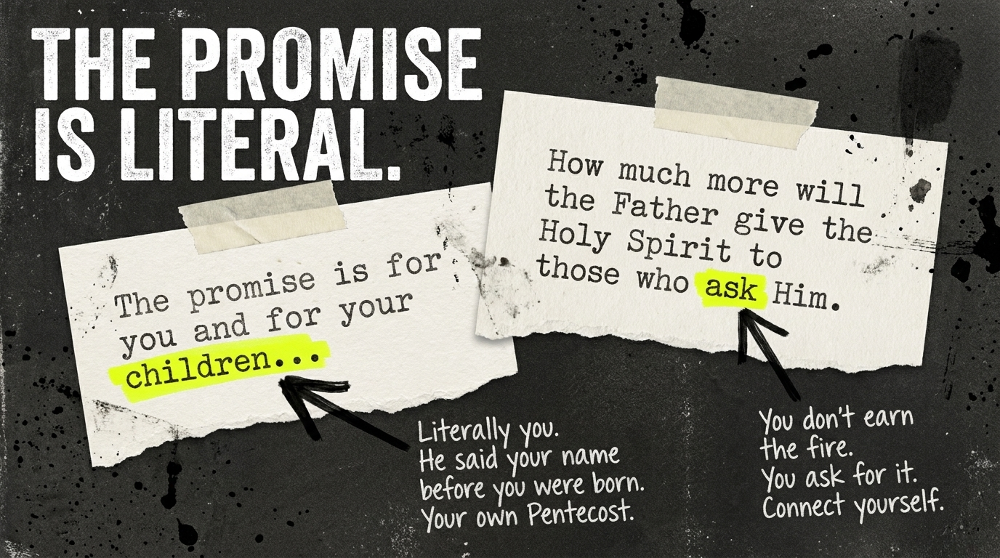 THE PROMISE
IS LITERAL.
The promise is for
you and for your
children...
Literally you.
He said your name
before you were born.
Your own Pentecost.
How much more will
the Father give the
Holy Spirit to
those who ask Him.
You don't earn
the fire.
You ask for it.
Connect yourself.